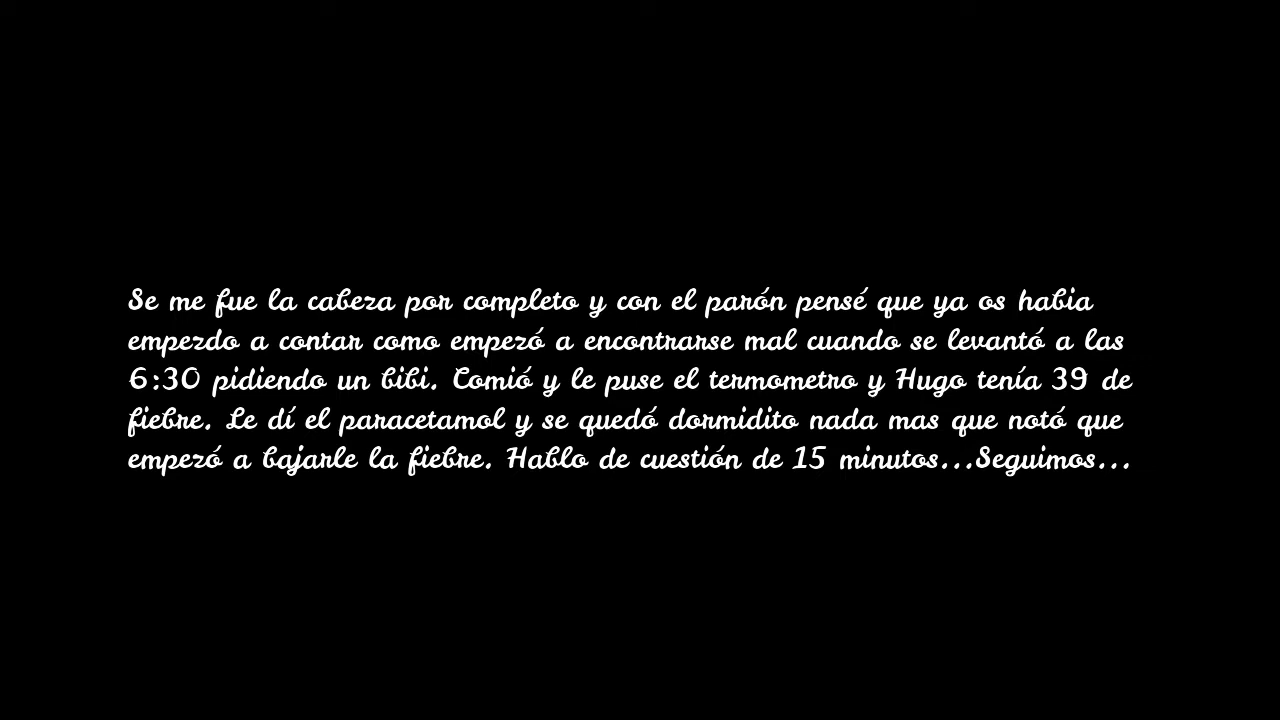 Se me fue la cabeza por completo y con el parón pensé que ya os habia
empezdo a contar como empezó a encontrarse mal cuando se levantó a las
6:30 pidiendo un bibi. Comió y le puse el termometro y Hugo tenía 39 de
fiebre. Le dí el paracetamol y se quedó dormidito nada mas que notó que
empezó a bajarle la fiebre. Hablo de cuestión de 15 minutos...Seguimos...